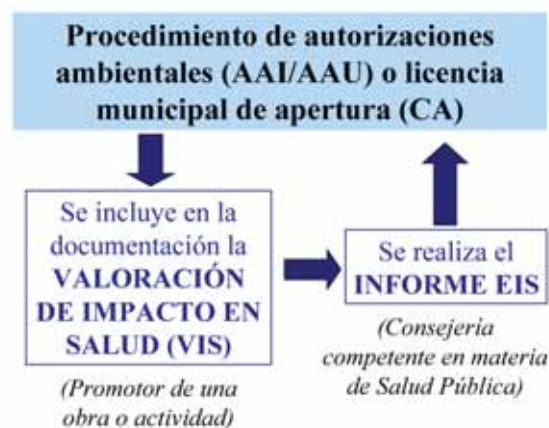 Procedimiento de autorizaciones
ambientales (AAI/AAU) o licencia
municipal de apertura (CA)
Se incluye en la
documentación la
VALORACIÓN
DE IMPACTO EN
SALUD (VIS)
(Promotor de una
obra o actividad)
Se realiza el
INFORME EIS
(Consejería
competente en materia
de Salud Pública)